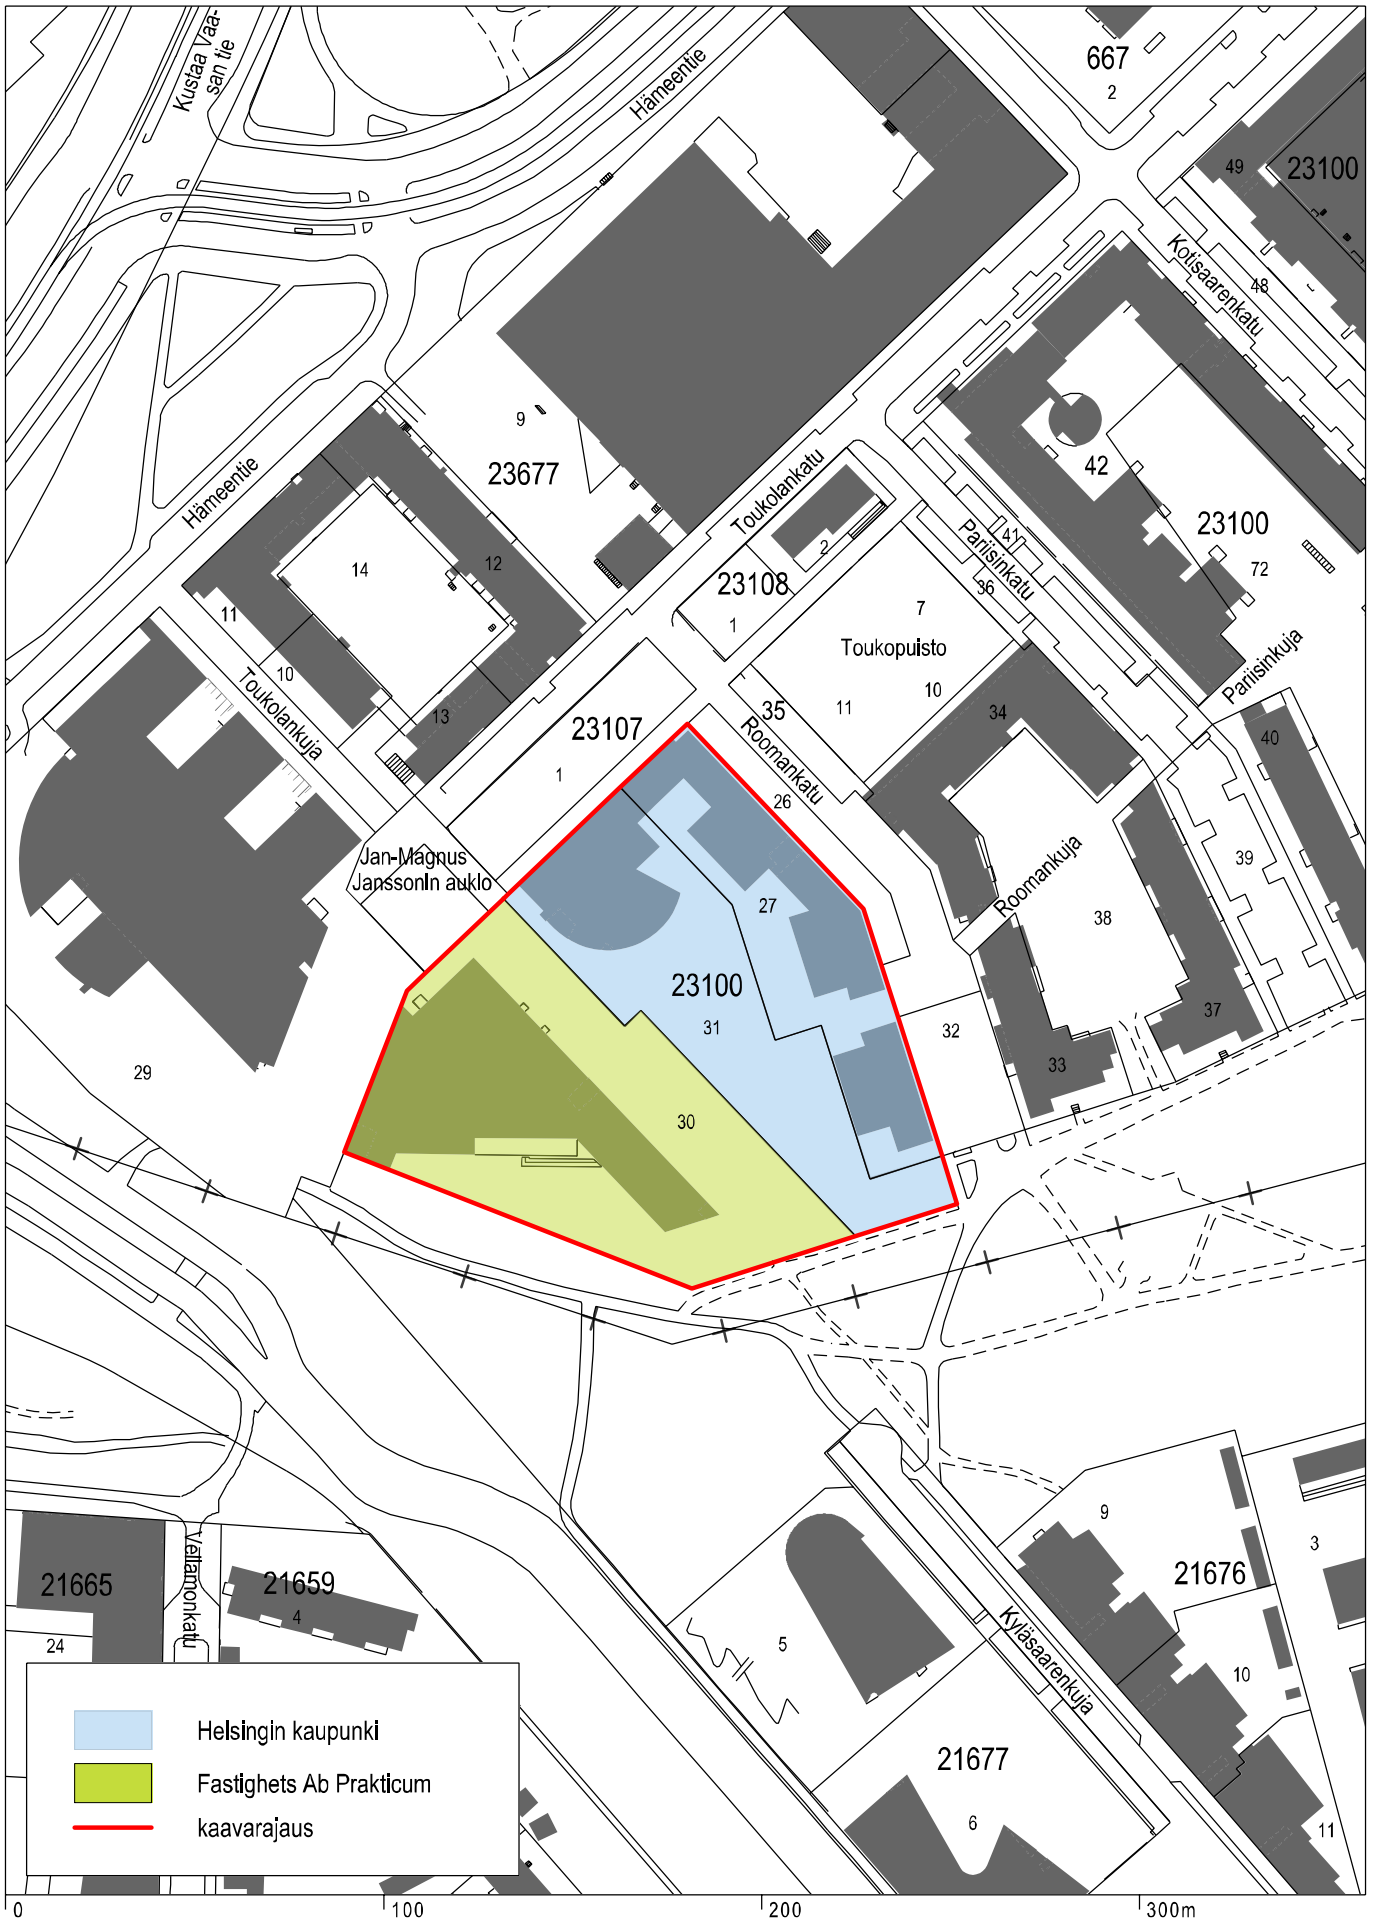 Kustaa Vaa-
san tie
Hämeentie
667
2
49
23100
Kotisaarenkatu
48
9
23677
Hämeentie
42
Toukolankatu
41
Pariisinkatu
23100
72
12
14
2
36
23108
1
7
Toukopuisto
11
10
Toukolankuja
13
11
10
35
34
Pariisinkuja
40
23107
1
Roomankatu
26
Jan-Magnus
Janssonin aukio
27
Roomankuja
38
39
23100
31
32
37
33
29
30
9
3
21676
21665
21659
4
Vellamonkatu
24
5
Kyläsaarenkuja
10
21677
6
11
Helsingin kaupunki
Fastighets Ab Prakticum
kaavarajaus
0
100
200
300m